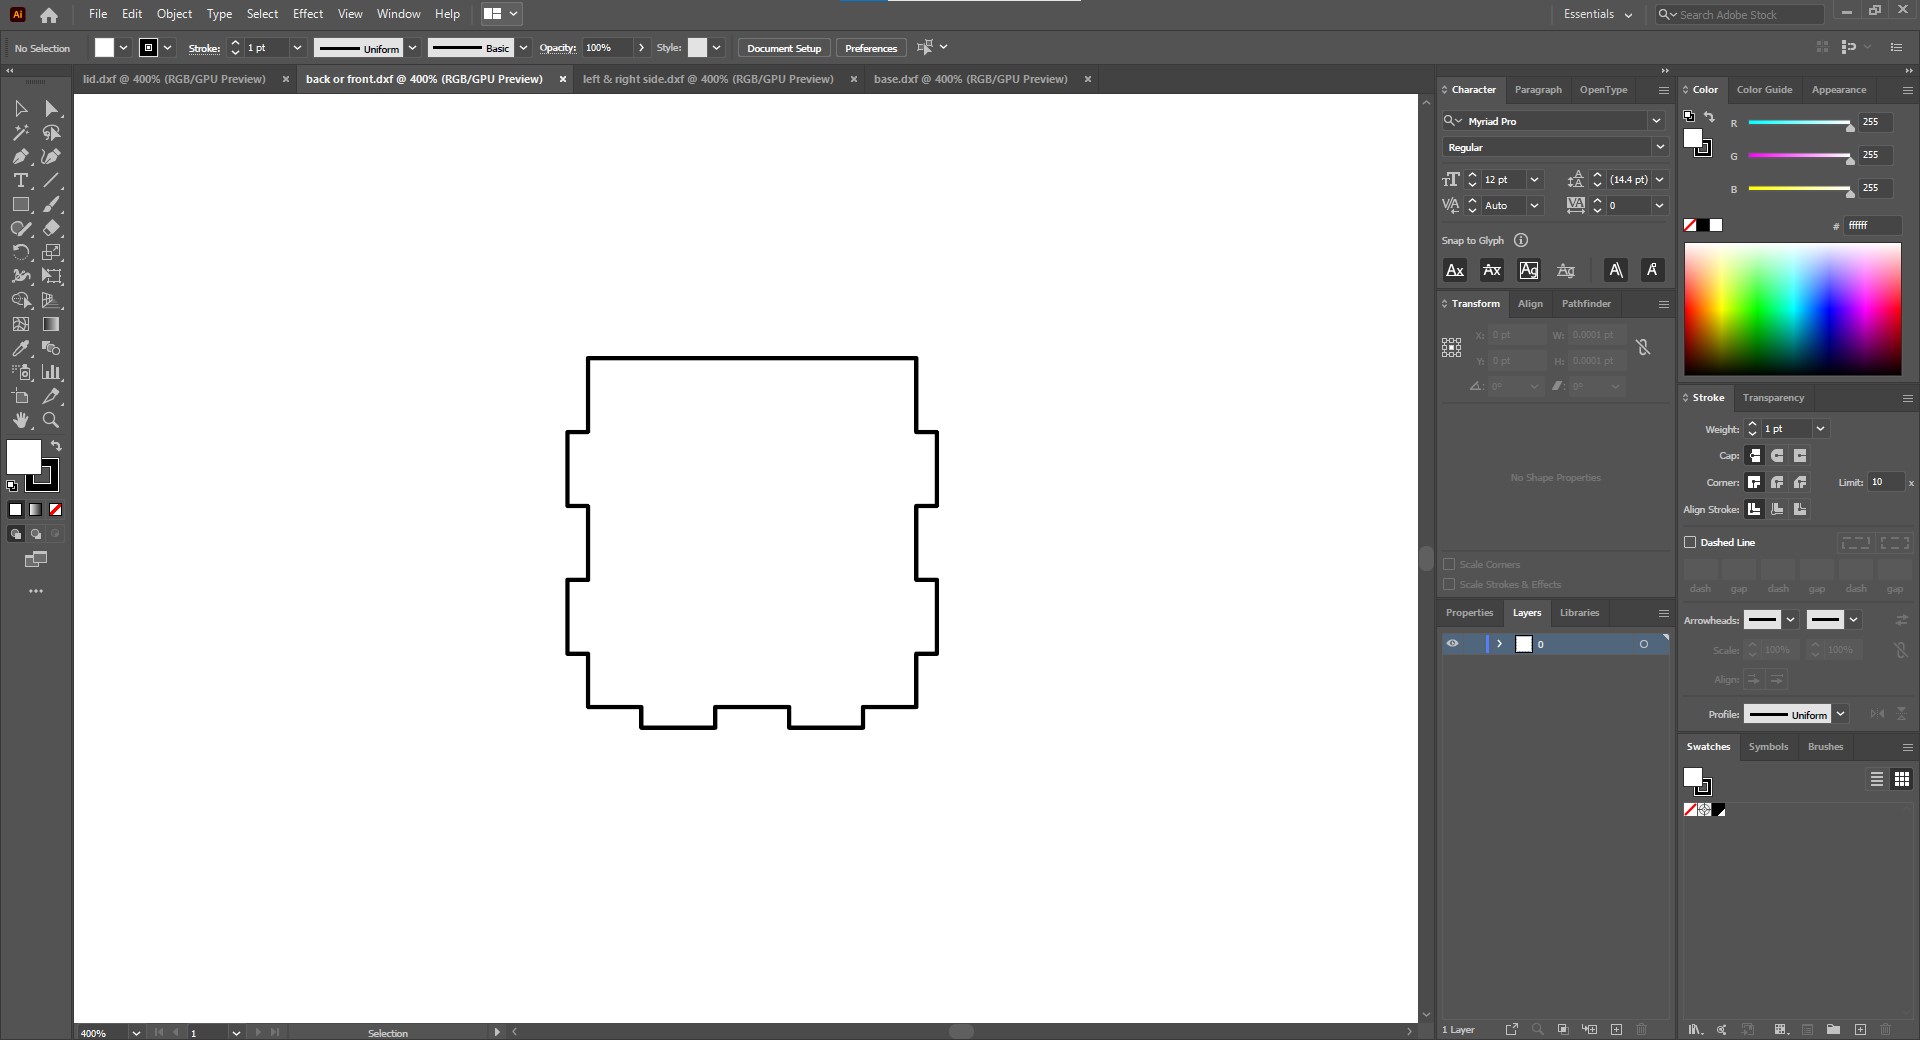 Ai File Edit Object Type Select Effect View Window Help Essentials Search Adobe Stock
No Selection Stroke: 1 pt Uniform Basic Opacity: 100% Style: Document Setup Preferences
lid.dxf @ 400% (RGB/GPU Preview) × back or front.dxf @ 400% (RGB/GPU Preview) × left & right side.dxf @ 400% (RGB/GPU Preview) × base.dxf @ 400% (RGB/GPU Preview) ×
Character Paragraph OpenType
Myriad Pro
Regular
12 pt (14.4 pt)
Auto 0
Snap to Glyph
Transform Align Pathfinder
X: 0 pt W: 0.0001 pt
Y: 0 pt H: 0.0001 pt
0° 0°
No Shape Properties
Scale Corners
Scale Strokes & Effects
Properties Layers Libraries
0
1 Layer
Color Color Guide Appearance
R 255
G 255
B 255
# ffffff
Stroke Transparency
Weight: 1 pt
Cap:
Corner: Limit: 10 x
Align Stroke:
Dashed Line
dash gap dash gap dash gap
Arrowheads:
Scale: 100% 100%
Align:
Profile: Uniform
Swatches Symbols Brushes
400% 1 Selection